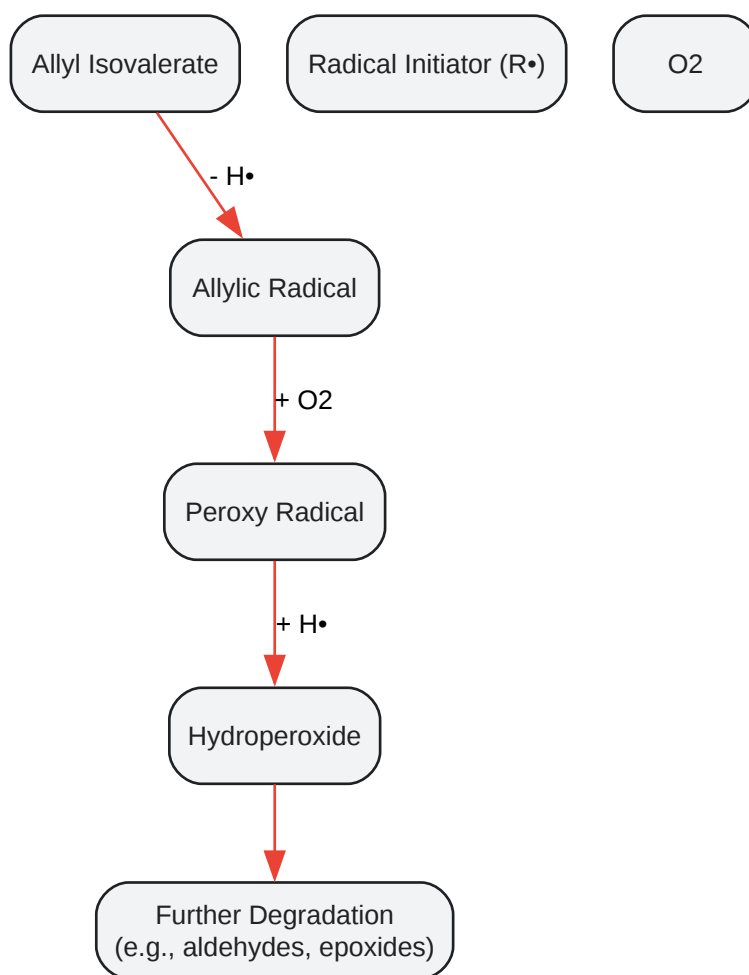 Allyl Isovalerate
Radical Initiator (R•)
O2
- H•
Allylic Radical
+ O2
Peroxy Radical
+ H•
Hydroperoxide
Further Degradation
(e.g., aldehydes, epoxides)